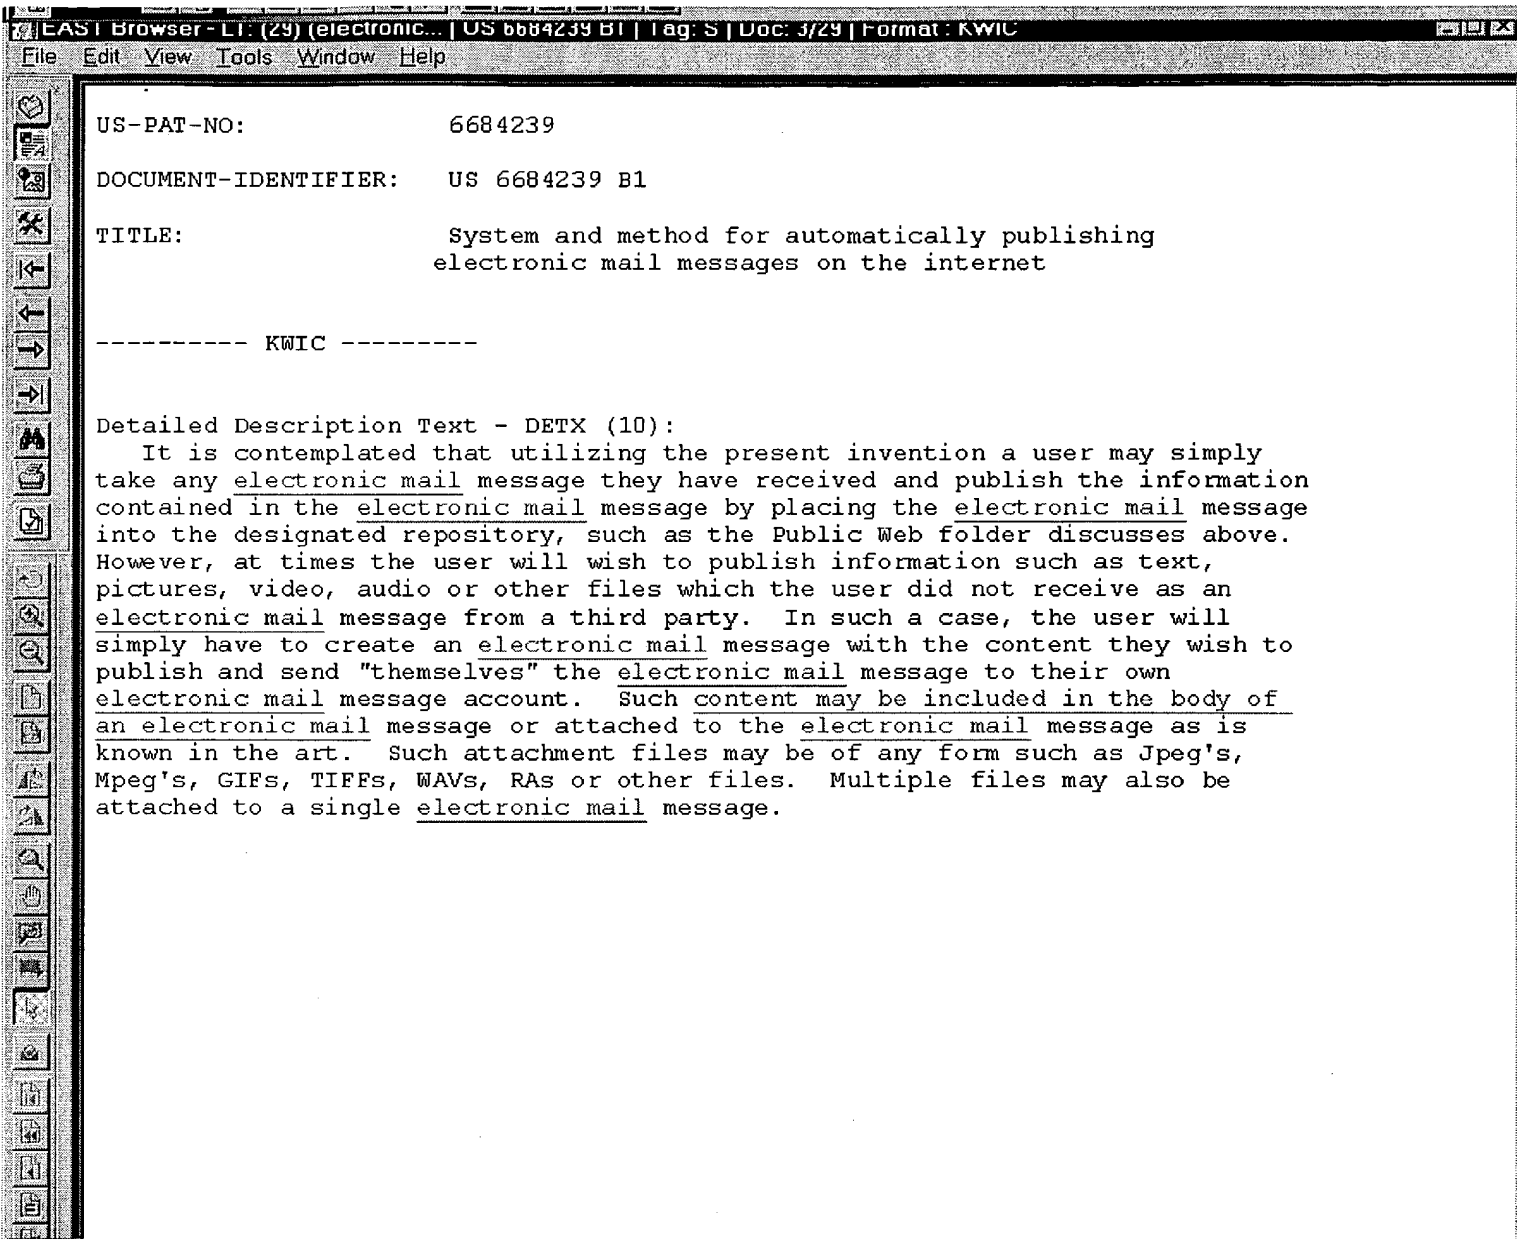 EAST Browser - L1: (29) (electronic... | US 6684239 B1 | Tag: S | Doc: 3/29 | Format : KWIC
File Edit View Tools Window Help
US-PAT-NO: 6684239
DOCUMENT-IDENTIFIER: US 6684239 B1
TITLE: System and method for automatically publishing
electronic mail messages on the internet
---------- KWIC ---------
Detailed Description Text - DETX (10):
It is contemplated that utilizing the present invention a user may simply
take any electronic mail message they have received and publish the information
contained in the electronic mail message by placing the electronic mail message
into the designated repository, such as the Public Web folder discusses above.
However, at times the user will wish to publish information such as text,
pictures, video, audio or other files which the user did not receive as an
electronic mail message from a third party. In such a case, the user will
simply have to create an electronic mail message with the content they wish to
publish and send "themselves" the electronic mail message to their own
electronic mail message account. Such content may be included in the body of
an electronic mail message or attached to the electronic mail message as is
known in the art. Such attachment files may be of any form such as Jpeg's,
Mpeg's, GIFs, TIFFs, WAVs, RAs or other files. Multiple files may also be
attached to a single electronic mail message.